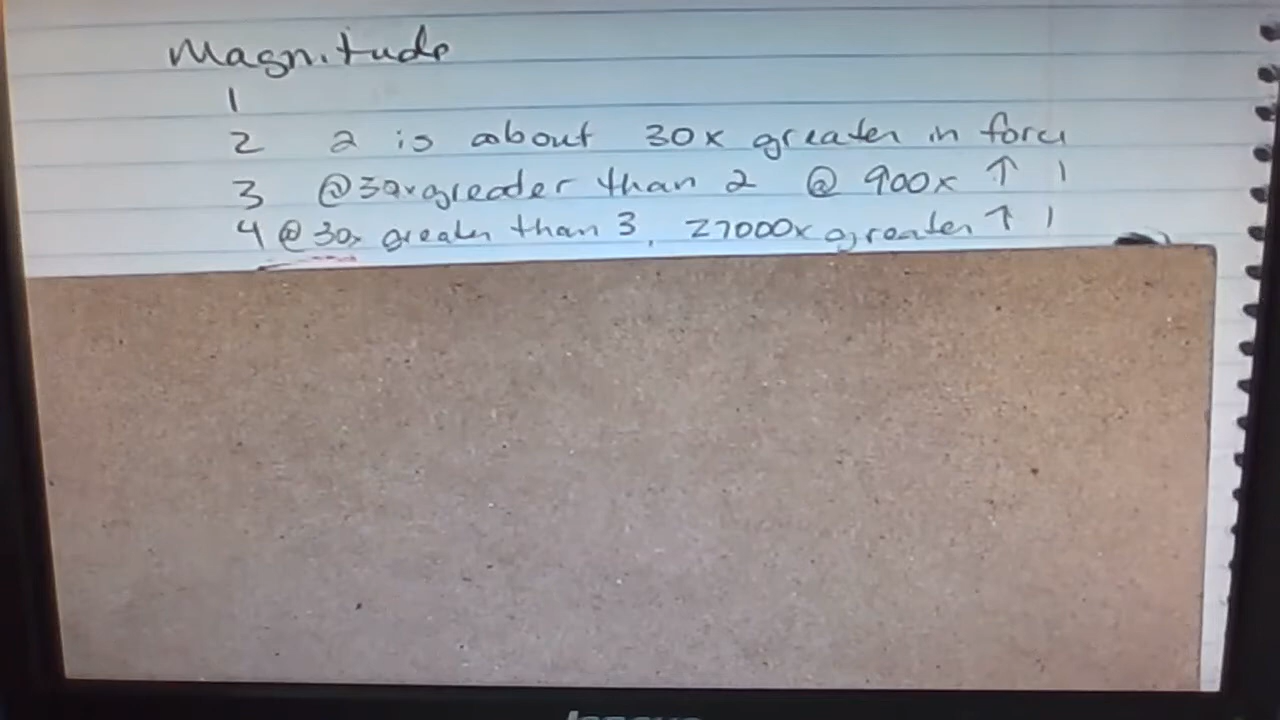 Magnitude
1
2 2 is about 30x greater in force
3 @30x greader than 2 @ 900x ↑ 1
4 @ 30x greater than 3, 27000x greater ↑ 1